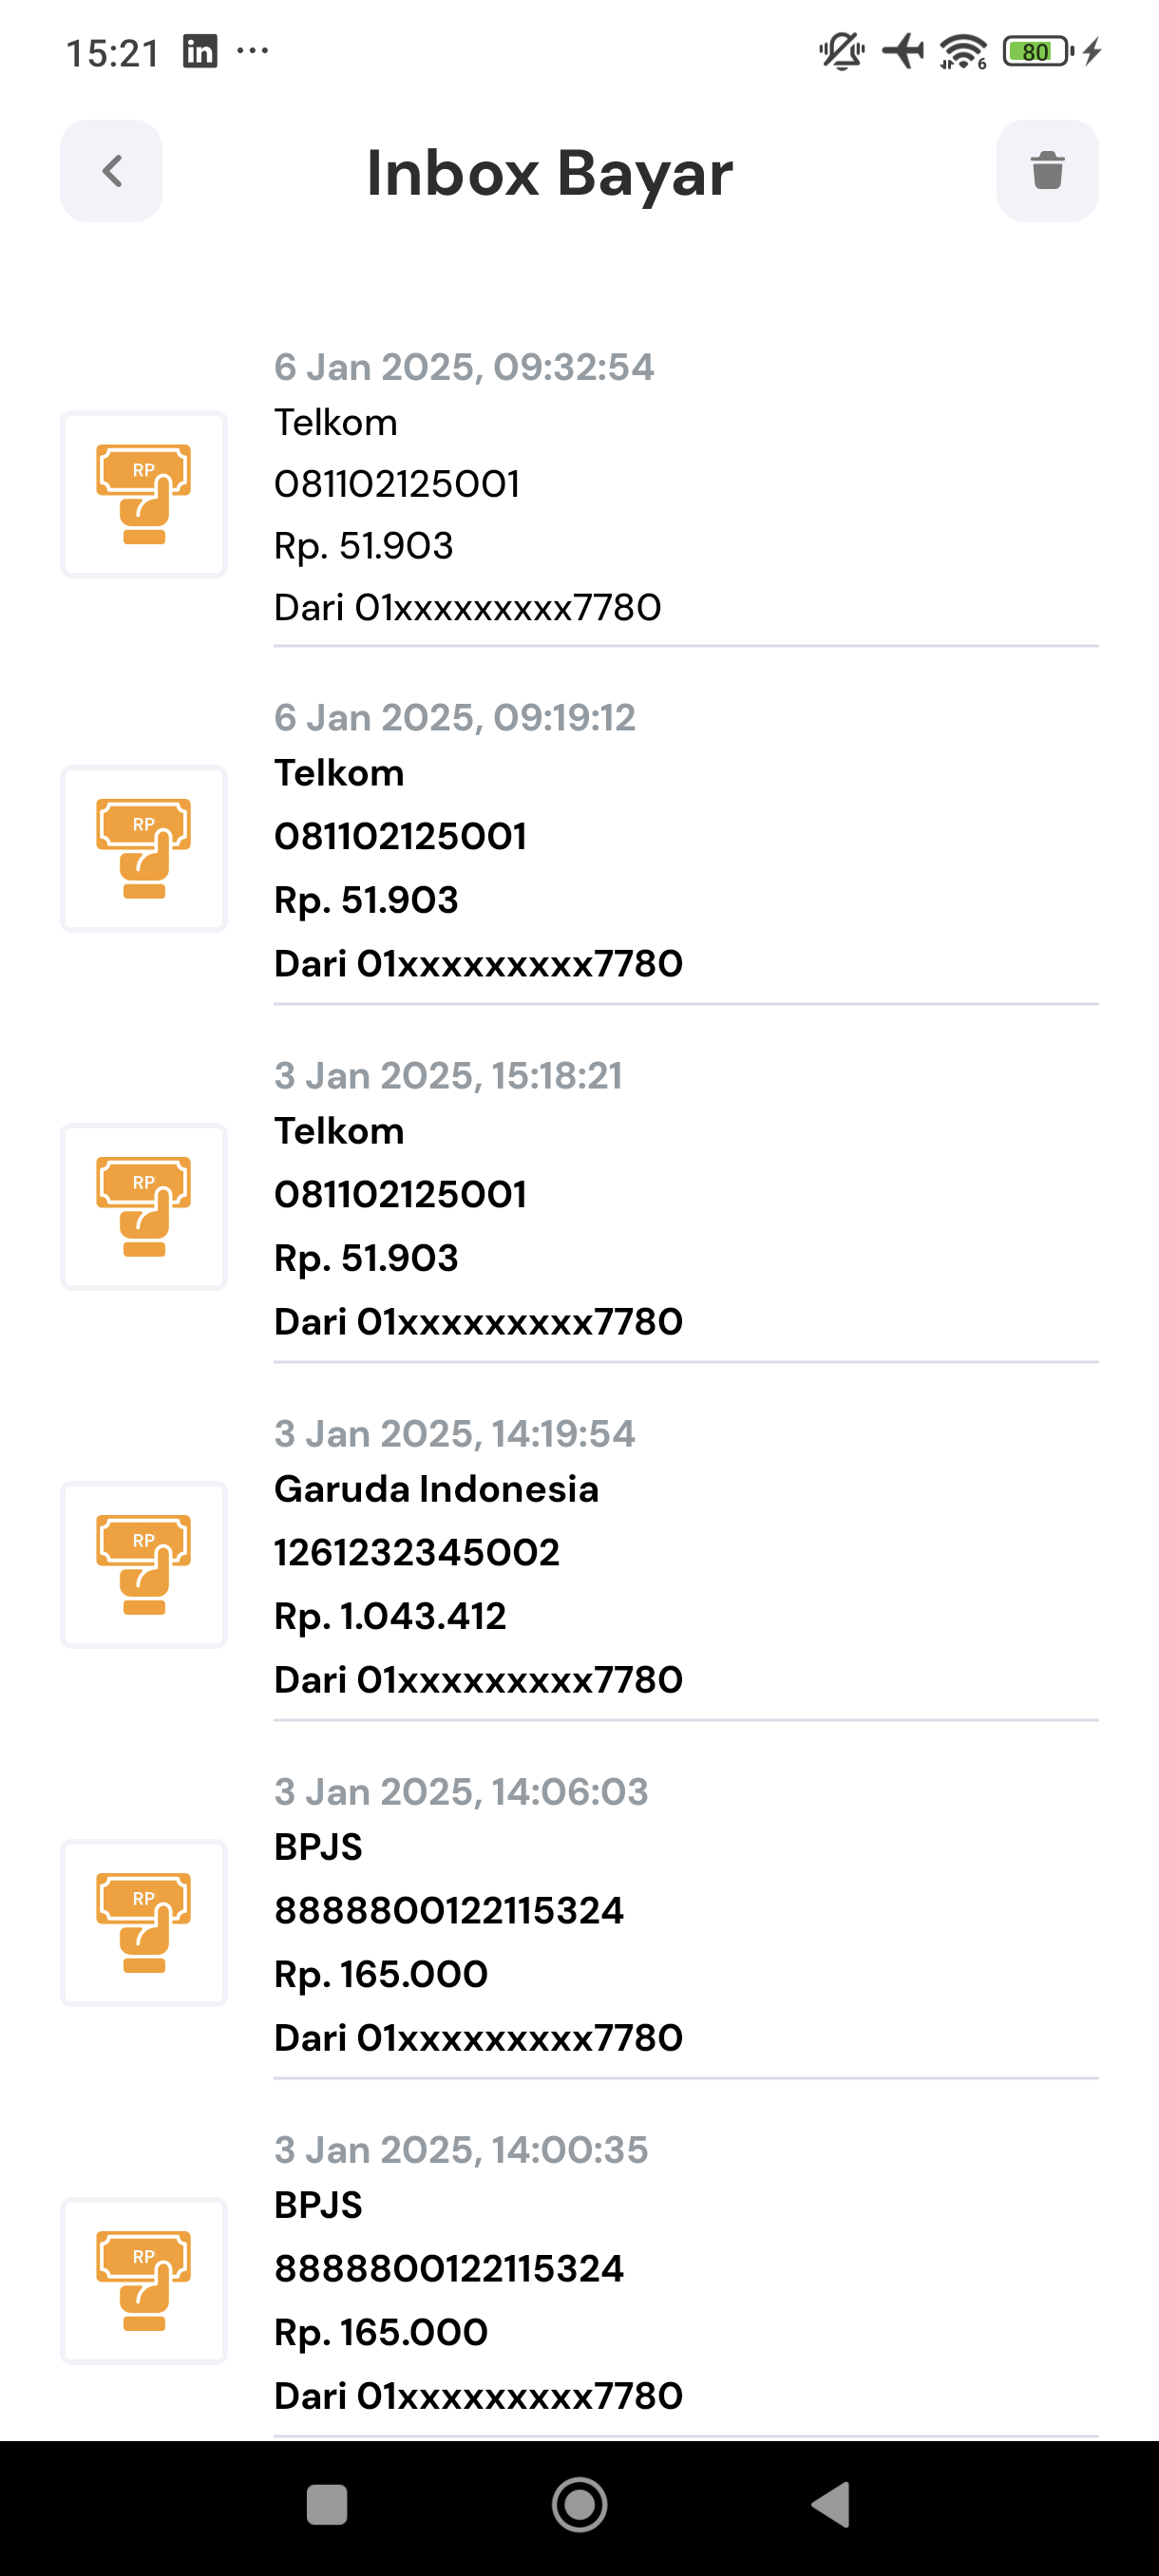 15:21
80
6
Inbox Bayar
6 Jan 2025, 09:32:54
RP
Telkom
081102125001
Rp. 51.903
Dari 01xxxxxxxxx7780
6 Jan 2025, 09:19:12
RP
Telkom
081102125001
Rp. 51.903
Dari 01xxxxxxxxx7780
3 Jan 2025, 15:18:21
RP
Telkom
081102125001
Rp. 51.903
Dari 01xxxxxxxxx7780
3 Jan 2025, 14:19:54
RP
Garuda Indonesia
1261232345002
Rp. 1.043.412
Dari 01xxxxxxxxx7780
3 Jan 2025, 14:06:03
RP
BPJS
8888800122115324
Rp. 165.000
Dari 01xxxxxxxxx7780
3 Jan 2025, 14:00:35
RP
BPJS
8888800122115324
Rp. 165.000
Dari 01xxxxxxxxx7780